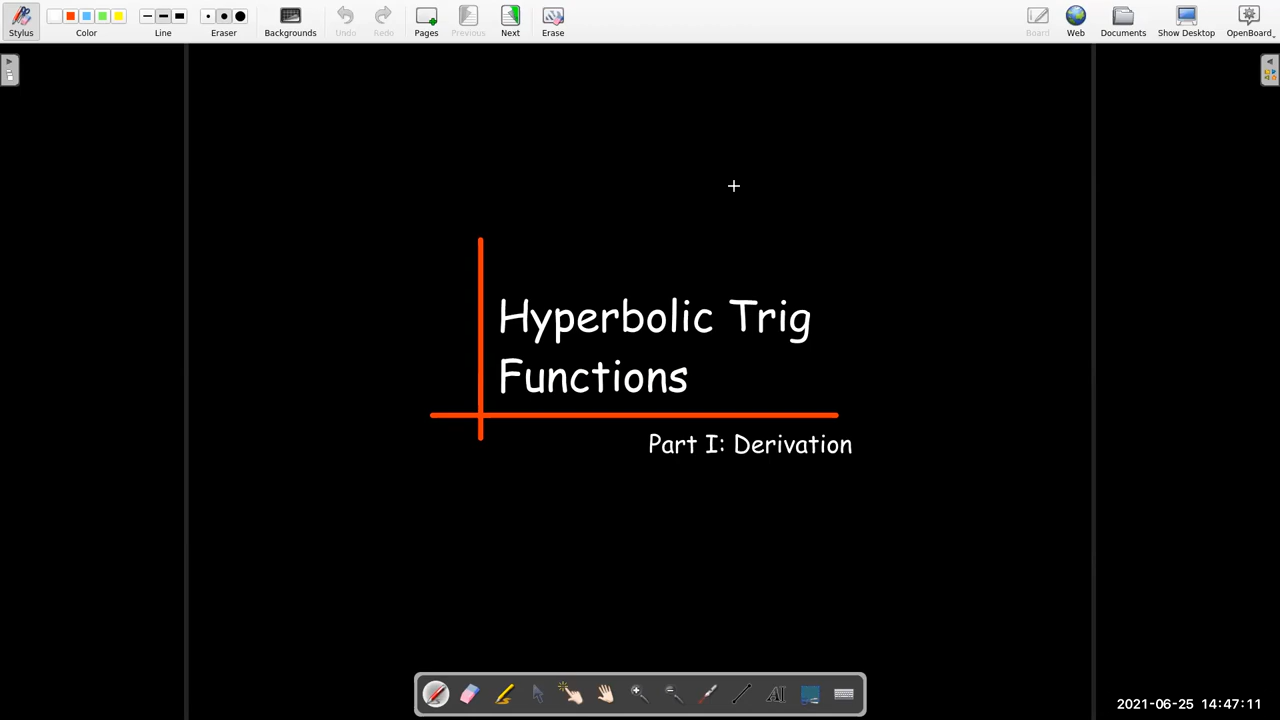 Stylus
Color
Line
Eraser
Backgrounds
Undo
Redo
Pages
Previous
Next
Erase
Board
Web
Documents
Show Desktop
OpenBoard
Hyperbolic Trig
Functions
Part I: Derivation
AI
2021-06-25 14:47:11